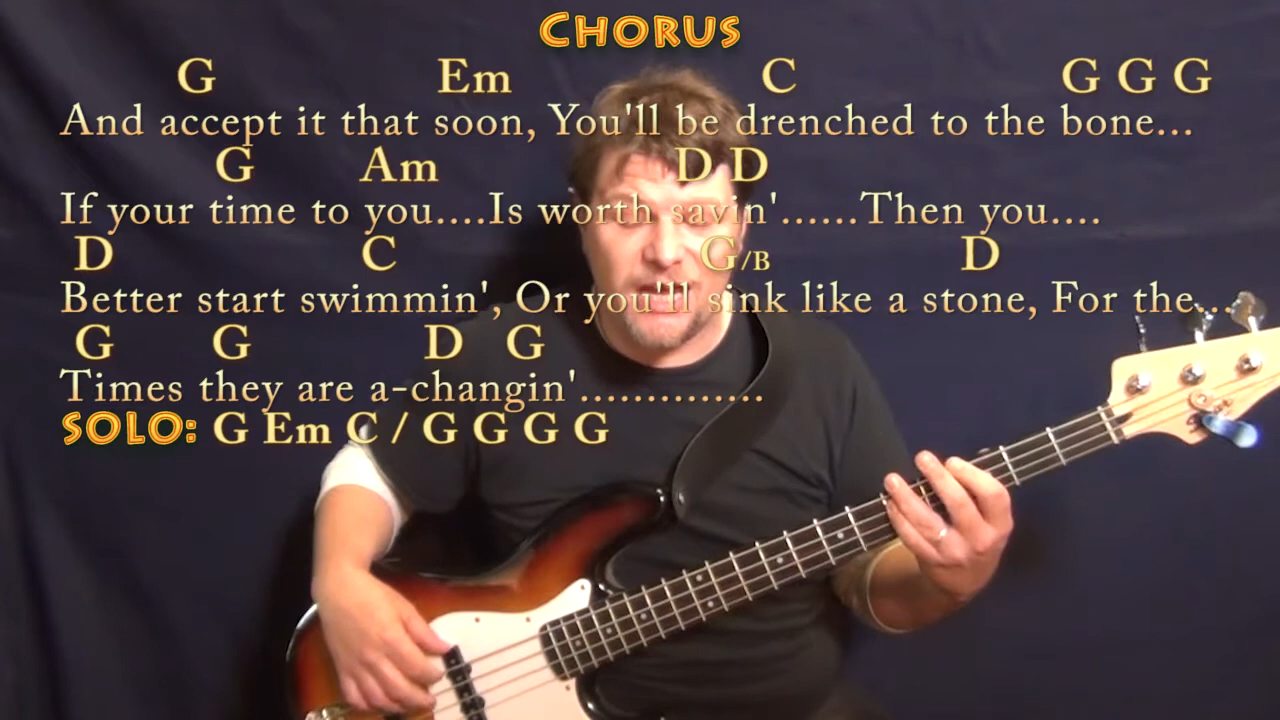 CHORUS
G Em C G G G
And accept it that soon, You'll be drenched to the bone...
G Am D D
If your time to you....Is worth savin'......Then you....
D C G/B D
Better start swimmin', Or you'll sink like a stone, For the...
G G D G
Times they are a-changin'..............
SOLO: G Em C / G G G G